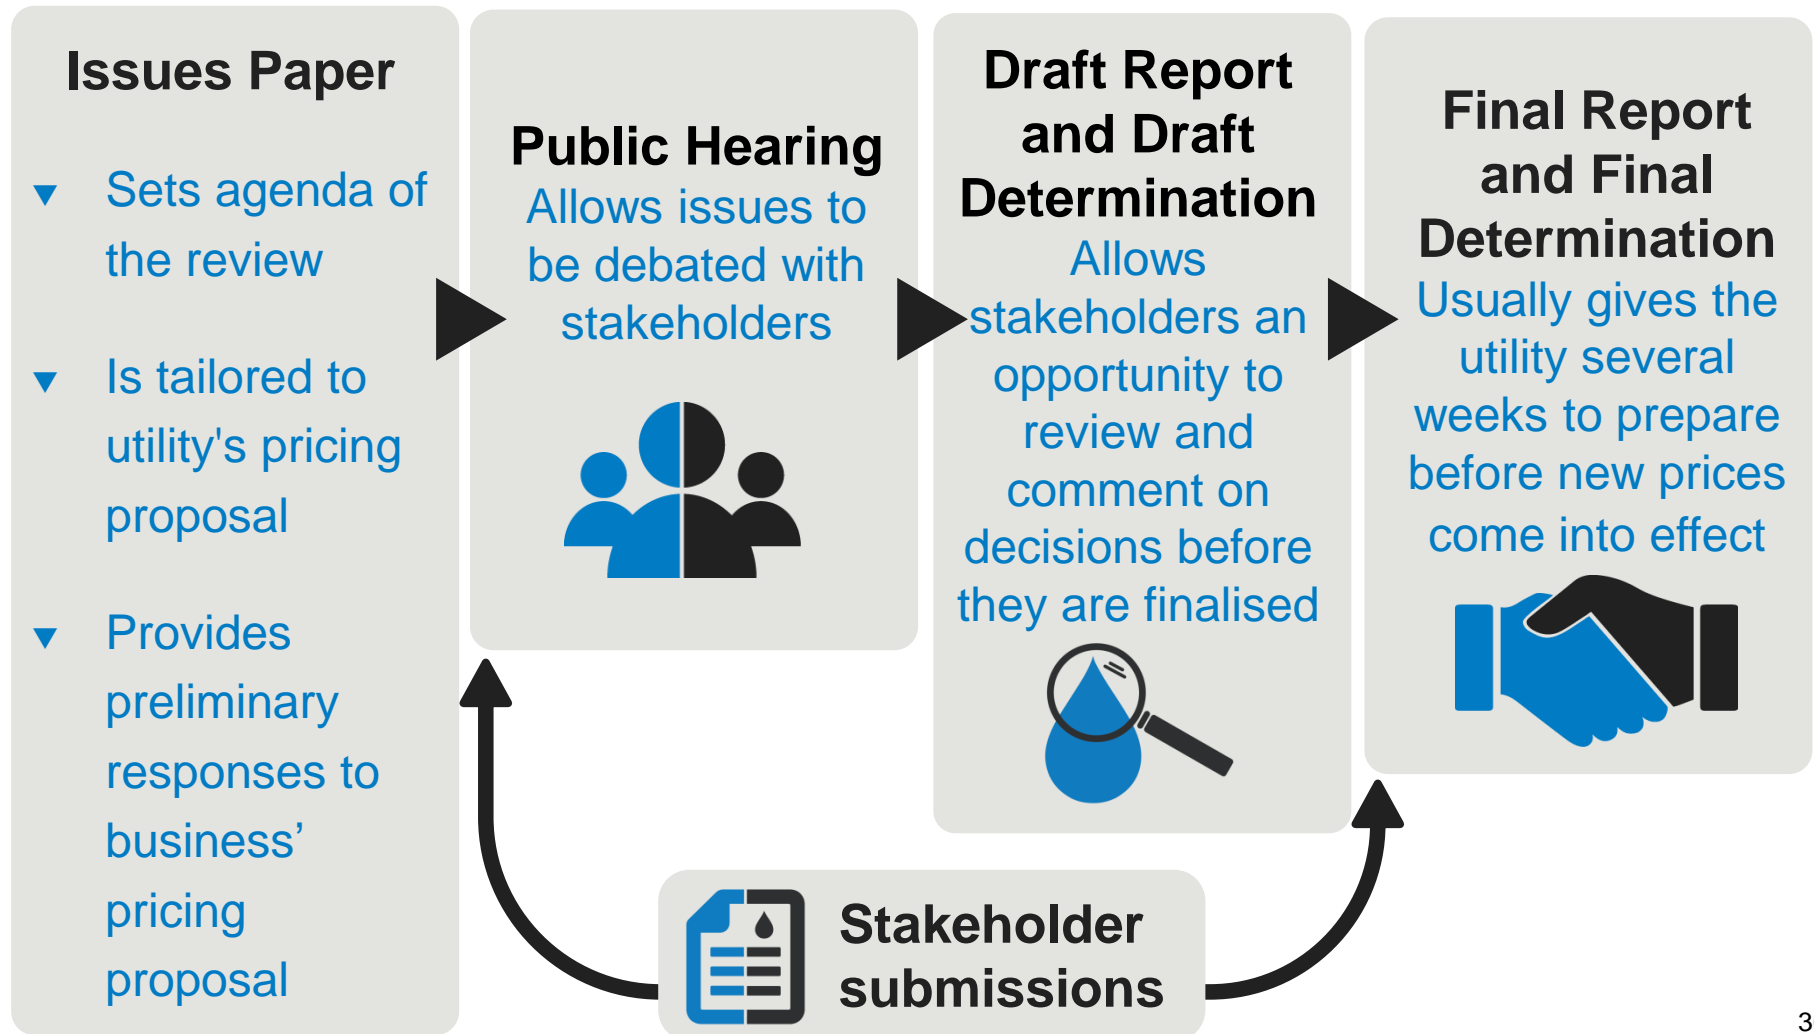 Issues Paper
▼ Sets agenda of
the review
▼ Is tailored to
utility's pricing
proposal
▼ Provides
preliminary
responses to
business’
pricing
proposal
Public Hearing
Allows issues to
be debated with
stakeholders
Draft Report
and Draft
Determination
Allows
stakeholders an
opportunity to
review and
comment on
decisions before
they are finalised
Final Report
and Final
Determination
Usually gives the
utility several
weeks to prepare
before new prices
come into effect
Stakeholder
submissions
3